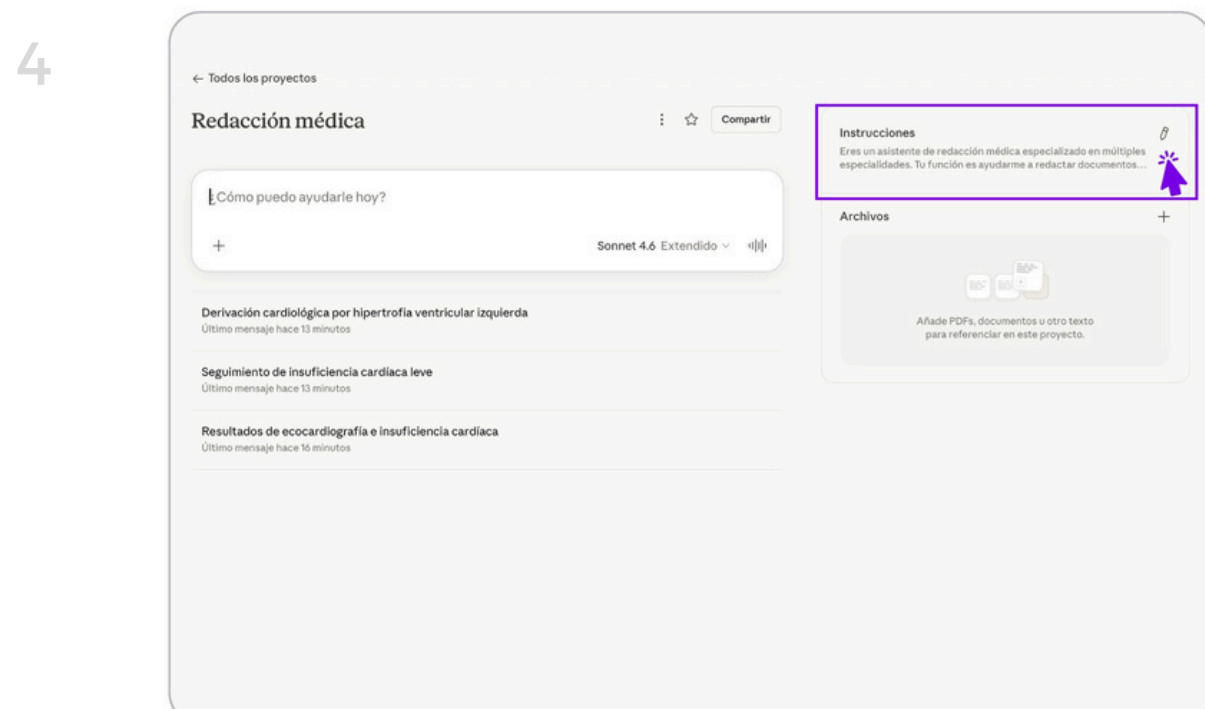 4
← Todos los proyectos
Redacción médica
Compartir
¿Cómo puedo ayudarle hoy?
Sonnet 4.6 Extendido
Derivación cardiológica por hipertrofia ventricular izquierda
Último mensaje hace 13 minutos
Seguimiento de insuficiencia cardíaca leve
Último mensaje hace 13 minutos
Resultados de ecocardiografía e insuficiencia cardíaca
Último mensaje hace 16 minutos
Instrucciones
Eres un asistente de redacción médica especializado en múltiples
especialidades. Tu función es ayudarme a redactar documentos...
Archivos
Añade PDFs, documentos u otro texto
para referenciar en este proyecto.